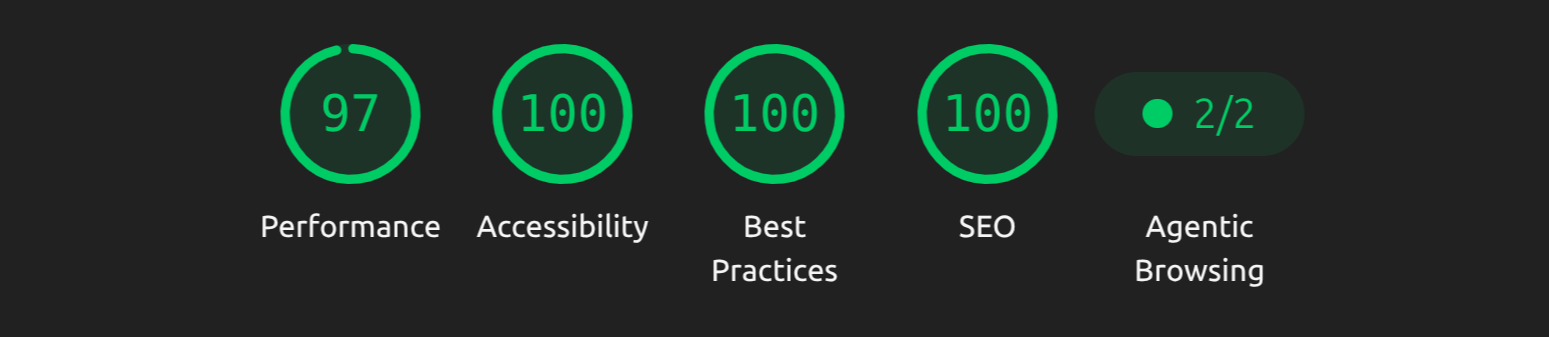 97
100
100
100
2/2
Performance
Accessibility
Best
Practices
SEO
Agentic
Browsing